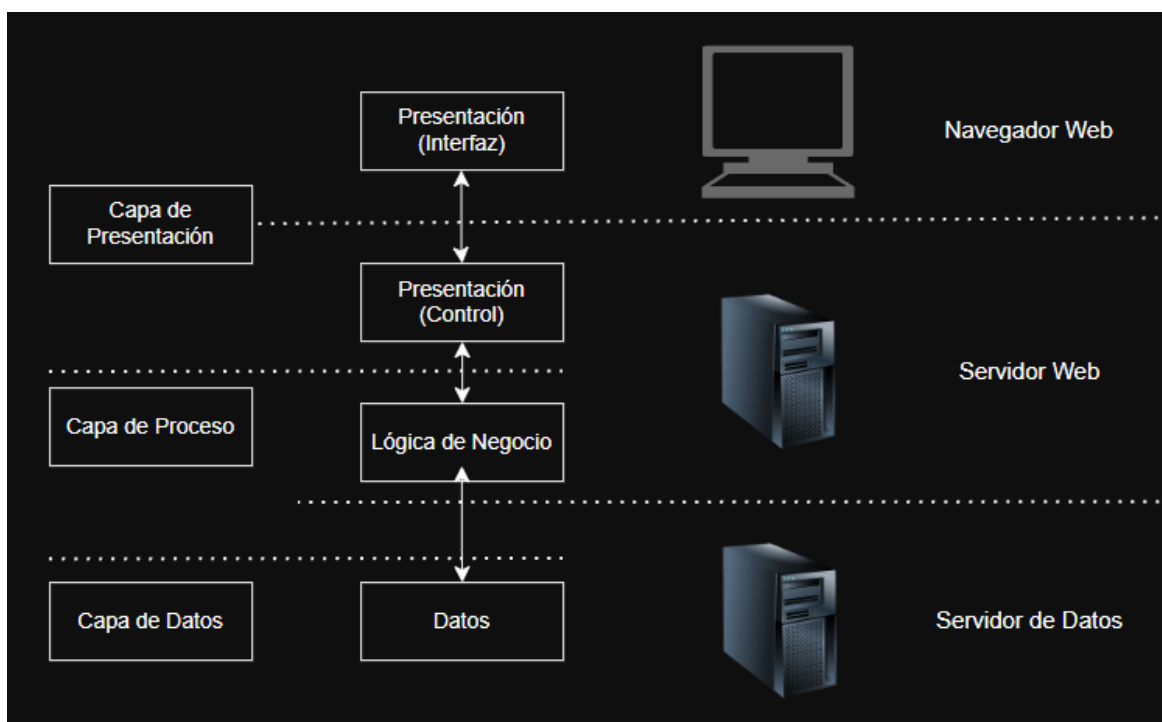 Presentación
(Interfaz)
Navegador Web
Capa de
Presentación
Presentación
(Control)
Servidor Web
Capa de Proceso
Lógica de Negocio
Capa de Datos
Datos
Servidor de Datos